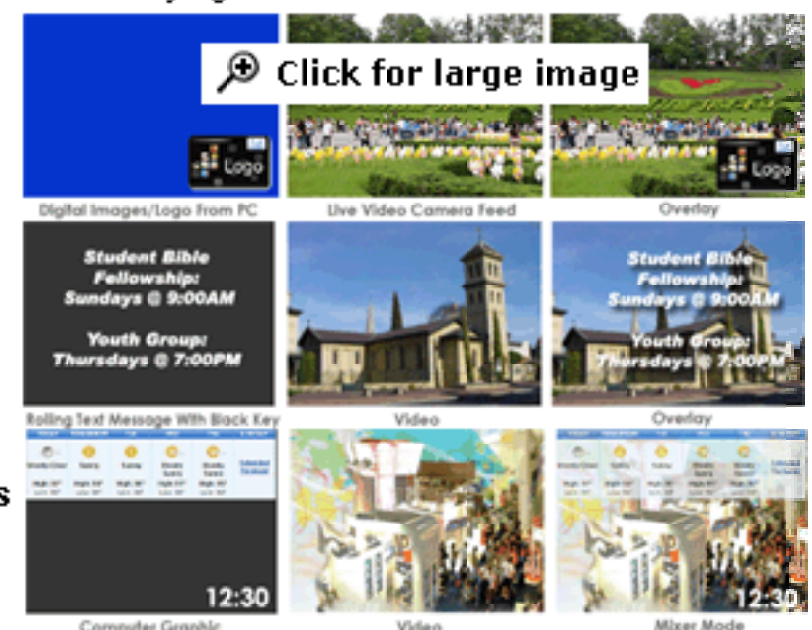 Click for large image
Logo
Logo
Digital Images/Logo From PC
Live Video Camera Feed
Overlay
Student Bible
Fellowship:
Sundays @ 9:00AM
Youth Group:
Thursdays @ 7:00PM
Student Bible
Fellowship:
Sundays @ 9:00AM
Youth Group:
Thursdays @ 7:00PM
Rolling Text Message With Black Key
Video
Overlay
s
12:30
12:30
Computer Graphic
Video
Mixer Mode